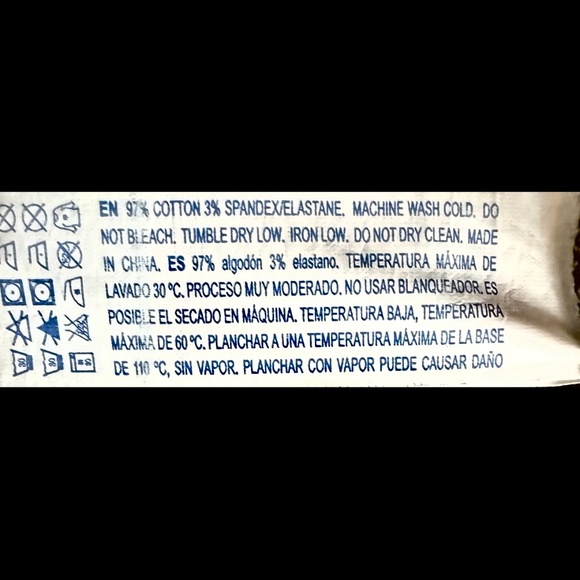 EN 97% COTTON 3% SPANDEX/ELASTANE. MACHINE WASH COLD. DO
NOT BLEACH. TUMBLE DRY LOW. IRON LOW. DO NOT DRY CLEAN. MADE
IN CHINA. ES 97% algodón 3% elastano. TEMPERATURA MÁXIMA DE
LAVADO 30 ºC. PROCESO MUY MODERADO. NO USAR BLANQUEADOR. ES
POSIBLE EL SECADO EN MÁQUINA. TEMPERATURA BAJA, TEMPERATURA
MÁXIMA DE 60 ºC. PLANCHAR A UNA TEMPERATURA MÁXIMA DE LA BASE
DE 110 ºC, SIN VAPOR. PLANCHAR CON VAPOR PUEDE CAUSAR DAÑO